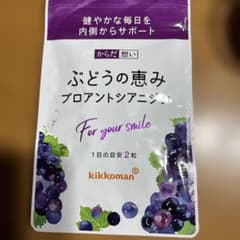 健やかな毎日を
内側からサポート
からだ 想い
ぶどうの恵み
プロアントシアニジン
For your smile
1日の目安2粒
kikkoman